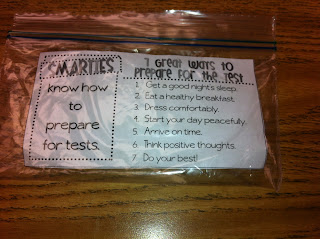 SMARTIES
know how
to
prepare
for tests.
7 Great Ways to
Prepare for the Test
1. Get a good night's sleep.
2. Eat a healthy breakfast.
3. Dress comfortably.
4. Start your day peacefully.
5. Arrive on time.
6. Think positive thoughts.
7. Do your best!